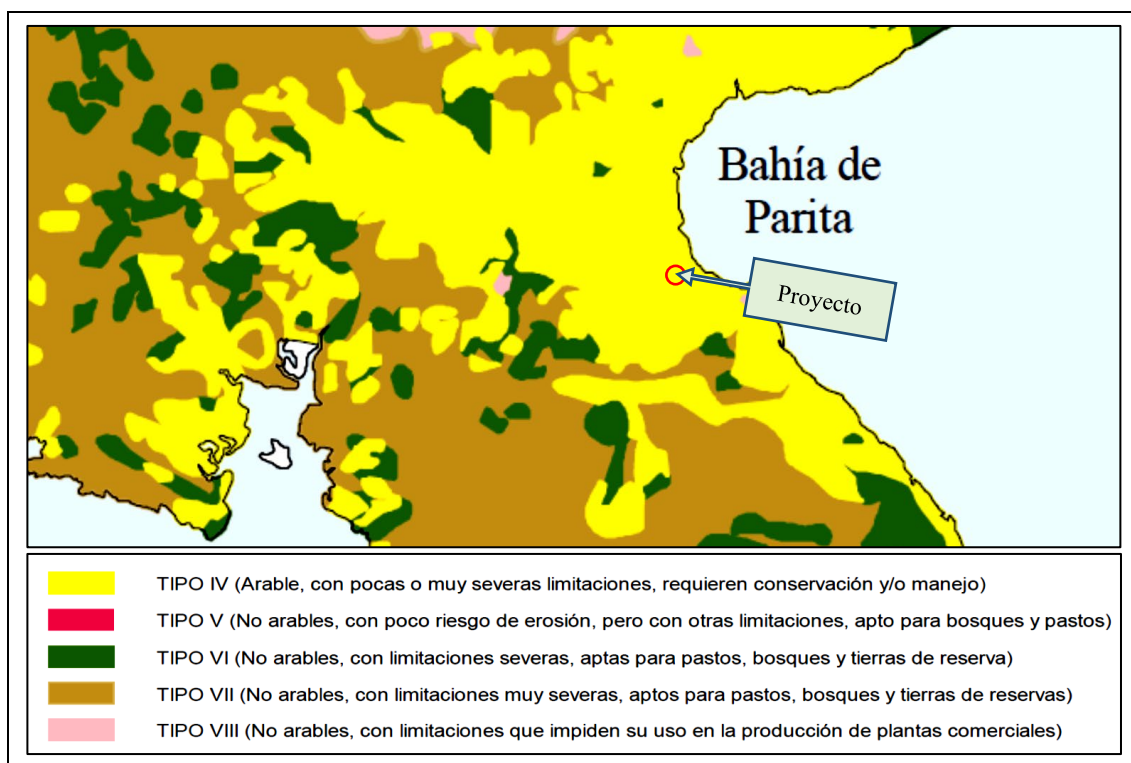 Bahía de
Parita
Proyecto
TIPO IV (Arable, con pocas o muy severas limitaciones, requieren conservación y/o manejo)
TIPO V (No arables, con poco riesgo de erosión, pero con otras limitaciones, apto para bosques y pastos)
TIPO VI (No arables, con limitaciones severas, aptas para pastos, bosques y tierras de reserva)
TIPO VII (No arables, con limitaciones muy severas, aptos para pastos, bosques y tierras de reservas)
TIPO VIII (No arables, con limitaciones que impiden su uso en la producción de plantas comerciales)